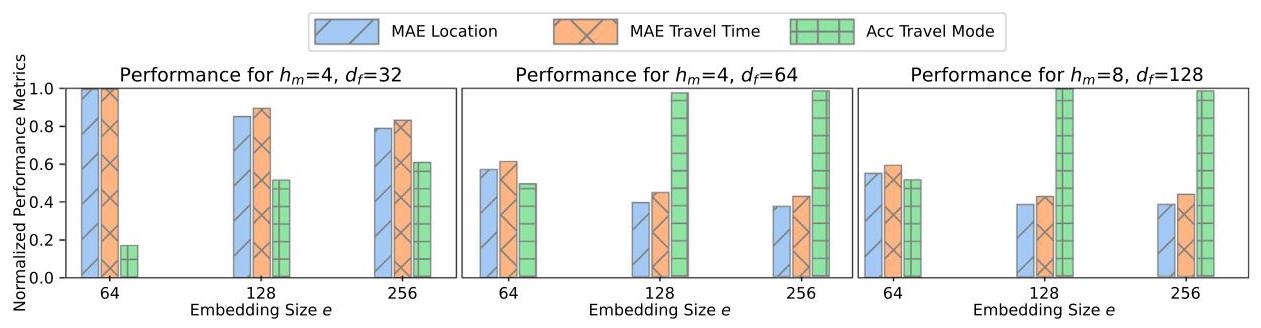 MAE Location MAE Travel Time Acc Travel Mode
Performance for h_m=4, d_f=32 Performance for h_m=4, d_f=64 Performance for h_m=8, d_f=128
Normalized Performance Metrics
1.0
0.8
0.6
0.4
0.2
0.0
64 128 256 64 128 256 64 128 256
Embedding Size e Embedding Size e Embedding Size e